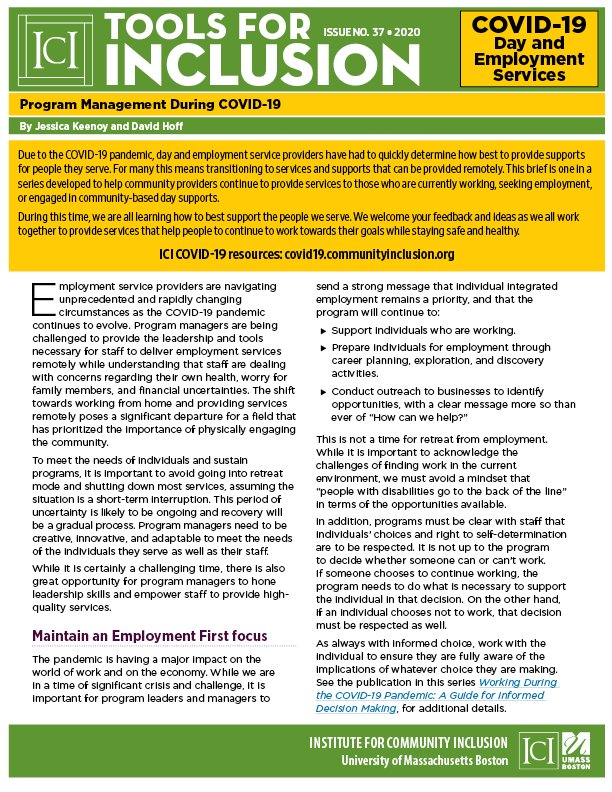 ICI
TOOLS FOR
ISSUE NO. 37 • 2020
INCLUSION
COVID-19
Day and
Employment
Services
Program Management During COVID-19
By Jessica Keenoy and David Hoff
Due to the COVID-19 pandemic, day and employment service providers have had to quickly determine how best to provide supports
for people they serve. For many this means transitioning to services and supports that can be provided remotely. This brief is one in a
series developed to help community providers continue to provide services to those who are currently working, seeking employment,
or engaged in community-based day supports.
During this time, we are all learning how to best support the people we serve. We welcome your feedback and ideas as we all work
together to provide services that help people to continue to work towards their goals while staying safe and healthy.
ICI COVID-19 resources: covid19.communityinclusion.org
Employment service providers are navigating
unprecedented and rapidly changing
circumstances as the COVID-19 pandemic
continues to evolve. Program managers are being
challenged to provide the leadership and tools
necessary for staff to deliver employment services
remotely while understanding that staff are dealing
with concerns regarding their own health, worry for
family members, and financial uncertainties. The shift
towards working from home and providing services
remotely poses a significant departure for a field that
has prioritized the importance of physically engaging
the community.
To meet the needs of individuals and sustain
programs, it is important to avoid going into retreat
mode and shutting down most services, assuming the
situation is a short-term interruption. This period of
uncertainty is likely to be ongoing and recovery will
be a gradual process. Program managers need to be
creative, innovative, and adaptable to meet the needs
of the individuals they serve as well as their staff.
While it is certainly a challenging time, there is also
great opportunity for program managers to hone
leadership skills and empower staff to provide high-
quality services.
Maintain an Employment First focus
The pandemic is having a major impact on the
world of work and on the economy. While we are
in a time of significant crisis and challenge, it is
important for program leaders and managers to
send a strong message that individual integrated
employment remains a priority, and that the
program will continue to:
▶ Support individuals who are working.
▶ Prepare individuals for employment through
career planning, exploration, and discovery
activities.
▶ Conduct outreach to businesses to identify
opportunities, with a clear message more so than
ever of "How can we help?"
This is not a time for retreat from employment.
While it is important to acknowledge the
challenges of finding work in the current
environment, we must avoid a mindset that
"people with disabilities go to the back of the line"
in terms of the opportunities available.
In addition, programs must be clear with staff that
individuals' choices and right to self-determination
are to be respected. It is not up to the program
to decide whether someone can or can't work.
If someone chooses to continue working, the
program needs to do what is necessary to support
the individual in that decision. On the other hand,
if an individual chooses not to work, that decision
must be respected as well.
As always with informed choice, work with the
individual to ensure they are fully aware of the
implications of whatever choice they are making.
See the publication in this series Working During
the COVID-19 Pandemic: A Guide for Informed
Decision Making, for additional details.
INSTITUTE FOR COMMUNITY INCLUSION
University of Massachusetts Boston
ICI
UMASS
BOSTON